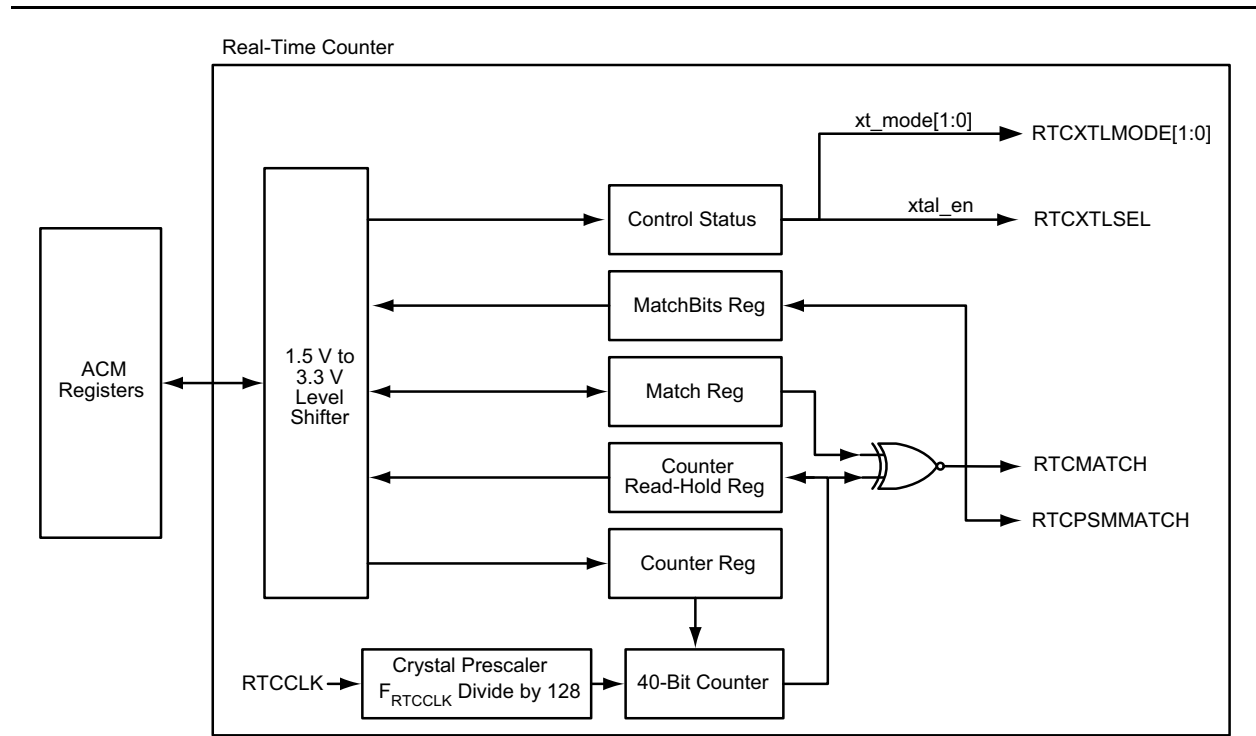 Real-Time Counter
xt_mode[1:0]
RTCXTLMODE[1:0]
Control Status
xtal_en
RTCXTLSEL
MatchBits Reg
ACM
Registers
1.5 V to
3.3 V
Level
Shifter
Match Reg
Counter
Read-Hold Reg
RTCMATCH
RTCPSMMATCH
Counter Reg
RTCCLK
Crystal Prescaler
FRTCCLK Divide by 128
40-Bit Counter